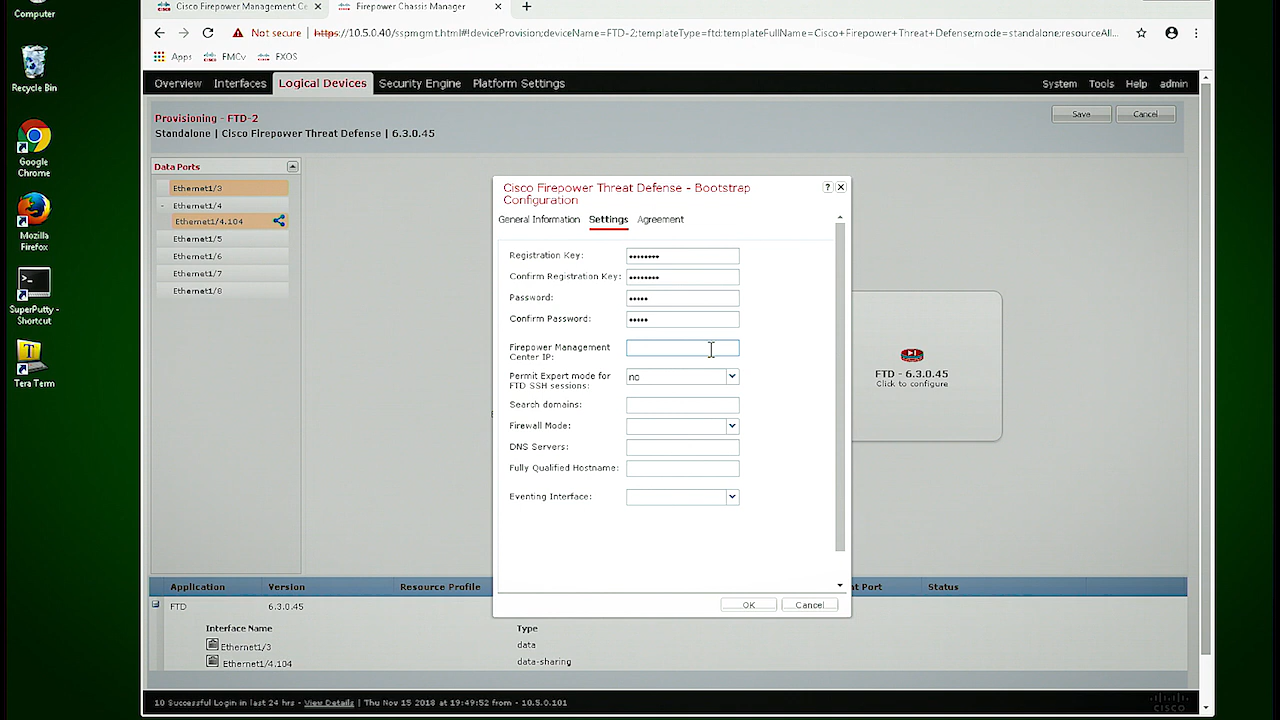 Computer
Recycle Bin
Google
Chrome
Mozilla
Firefox
SuperPutty -
Shortcut
Tera Term
Cisco Firepower Management Ce
Firepower Chassis Manager
Not secure
https://10.5.0.40/sspmgmt.html#!deviceProvision;deviceName=FTD-2;templateType=ftd;templateFullName=Cisco+Firepower+Threat+Defense;mode=standalone;resourceAll...
Apps FMCv FXOS
Overview Interfaces Logical Devices Security Engine Platform Settings
System Tools Help admin
Provisioning - FTD-2
Standalone | Cisco Firepower Threat Defense | 6.3.0.45
Save Cancel
Data Ports
Ethernet1/3
Ethernet1/4
Ethernet1/4.104
Ethernet1/5
Ethernet1/6
Ethernet1/7
Ethernet1/8
Cisco Firepower Threat Defense - Bootstrap
Configuration
General Information Settings Agreement
Registration Key: ••••••••
Confirm Registration Key: ••••••••
Password: •••••
Confirm Password: •••••
Firepower Management
Center IP:
Permit Expert mode for
FTD SSH sessions: no
Search domains:
Firewall Mode:
DNS Servers:
Fully Qualified Hostname:
Eventing Interface:
OK Cancel
FTD - 6.3.0.45
Click to configure
Application Version Resource Profile Port Status
FTD 6.3.0.45
Interface Name Type
Ethernet1/3 data
Ethernet1/4.104 data-sharing
10 Successful Login in last 24 hrs - View Details | Thu Nov 15 2018 at 19:49:52 from - 10.5.0.101
CISCO